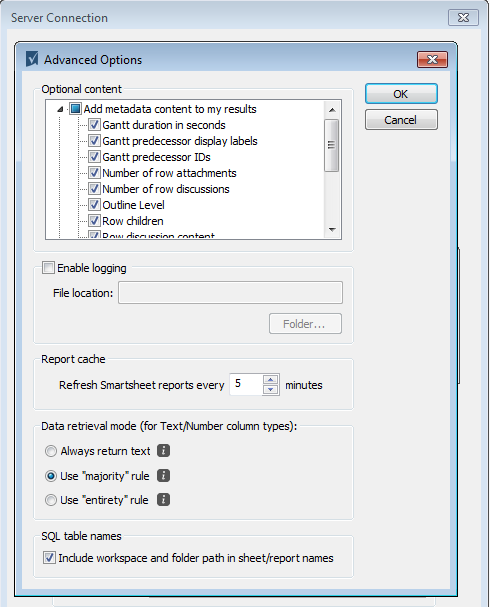 Server Connection
Advanced Options
Optional content
Add metadata content to my results
Gantt duration in seconds
Gantt predecessor display labels
Gantt predecessor IDs
Number of row attachments
Number of row discussions
Outline Level
Row children
Row discussion content
OK
Cancel
Enable logging
File location:
Folder...
Report cache
Refresh Smartsheet reports every 5 minutes
Data retrieval mode (for Text/Number column types):
Always return text i
Use "majority" rule i
Use "entirety" rule i
SQL table names
Include workspace and folder path in sheet/report names